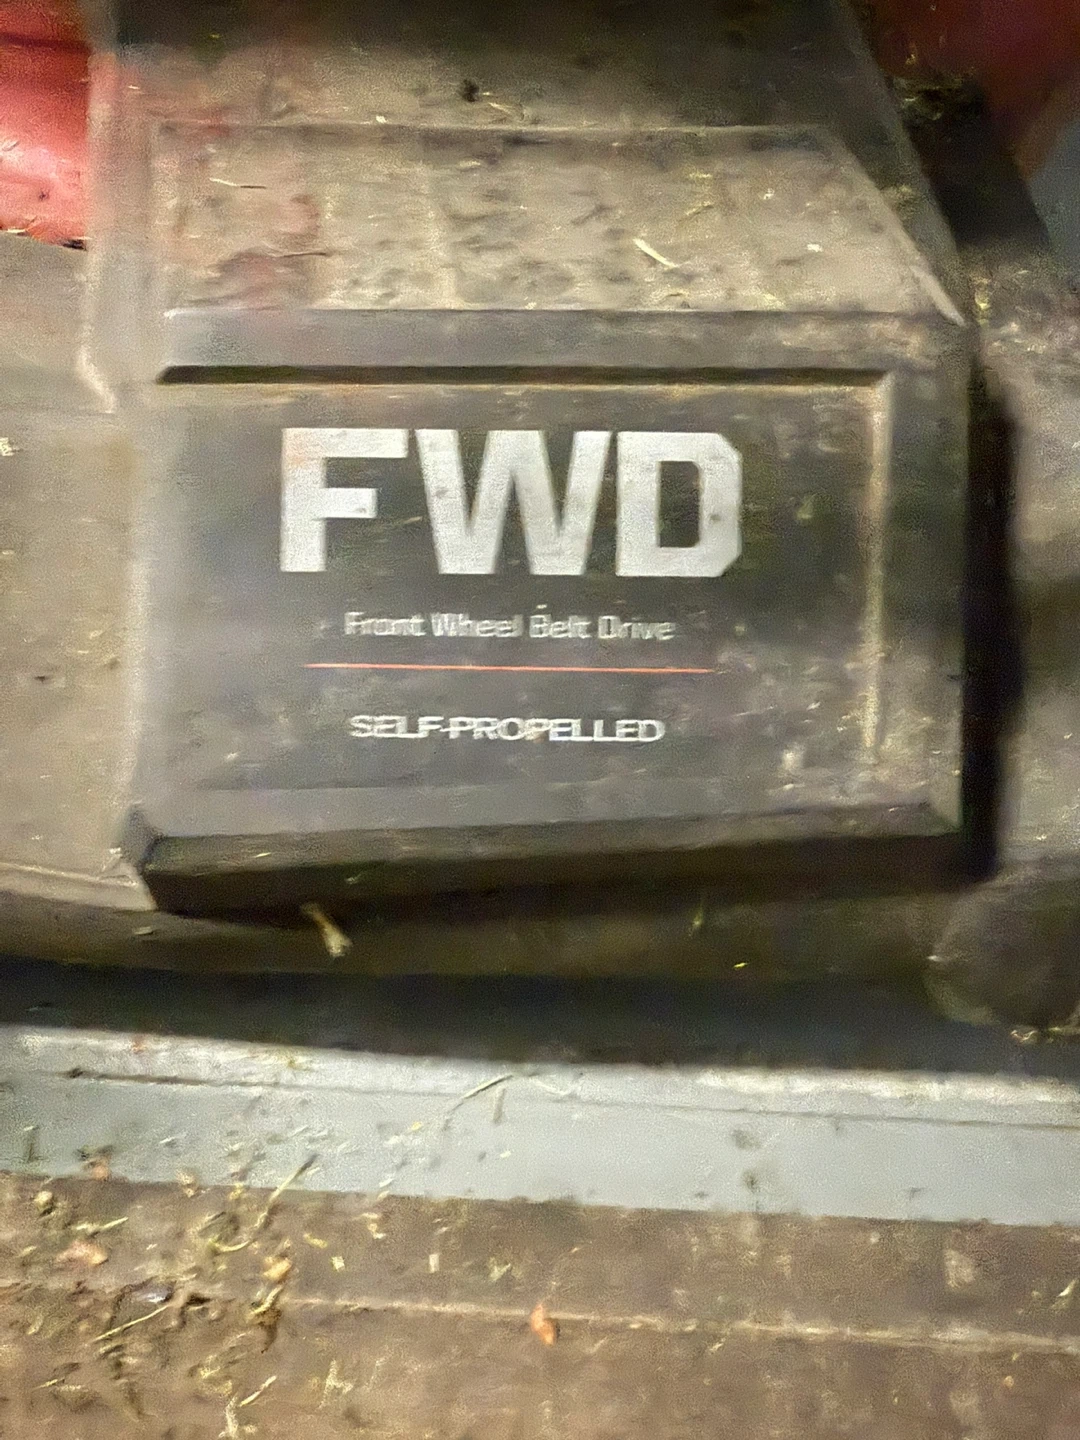 FWD
Front Wheel Belt Drive
SELF-PROPELLED